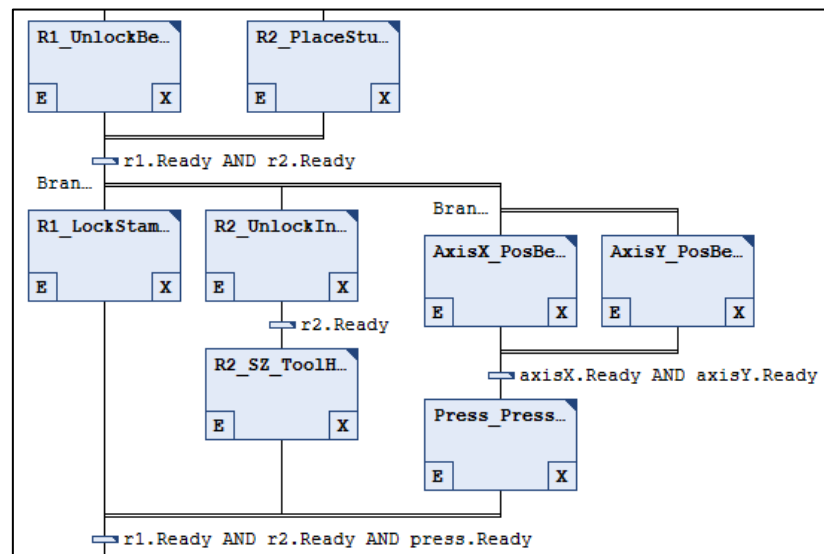 R1_UnlockBe... R2_PlaceStu...
E X E X
r1.Ready AND r2.Ready
Bran...
Bran...
R1_LockStam... R2_UnlockIn...
AxisX_PosBe... AxisY_PosBe...
E X E X
E X E X
r2.Ready
R2_SZ_ToolH...
axisX.Ready AND axisY.Ready
Press_Press...
E X
E X
r1.Ready AND r2.Ready AND press.Ready